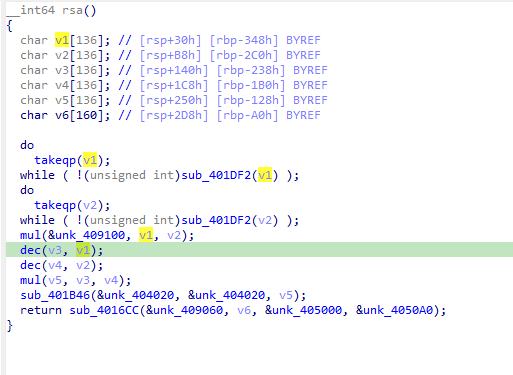 __int64 rsa()
{
  char v1[136]; // [rsp+30h] [rbp-348h] BYREF
  char v2[136]; // [rsp+B8h] [rbp-2C0h] BYREF
  char v3[136]; // [rsp+140h] [rbp-238h] BYREF
  char v4[136]; // [rsp+1C8h] [rbp-1B0h] BYREF
  char v5[136]; // [rsp+250h] [rbp-128h] BYREF
  char v6[160]; // [rsp+2D8h] [rbp-A0h] BYREF
  do
    takeqp(v1);
  while ( !(unsigned int)sub_401DF2(v1) );
  do
    takeqp(v2);
  while ( !(unsigned int)sub_401DF2(v2) );
  mul(&unk_409100, v1, v2);
  dec(v3, v1);
  dec(v4, v2);
  mul(v5, v3, v4);
  sub_401B46(&unk_404020, &unk_404020, v5);
  return sub_4016CC(&unk_409060, v6, &unk_405000, &unk_4050A0);
}